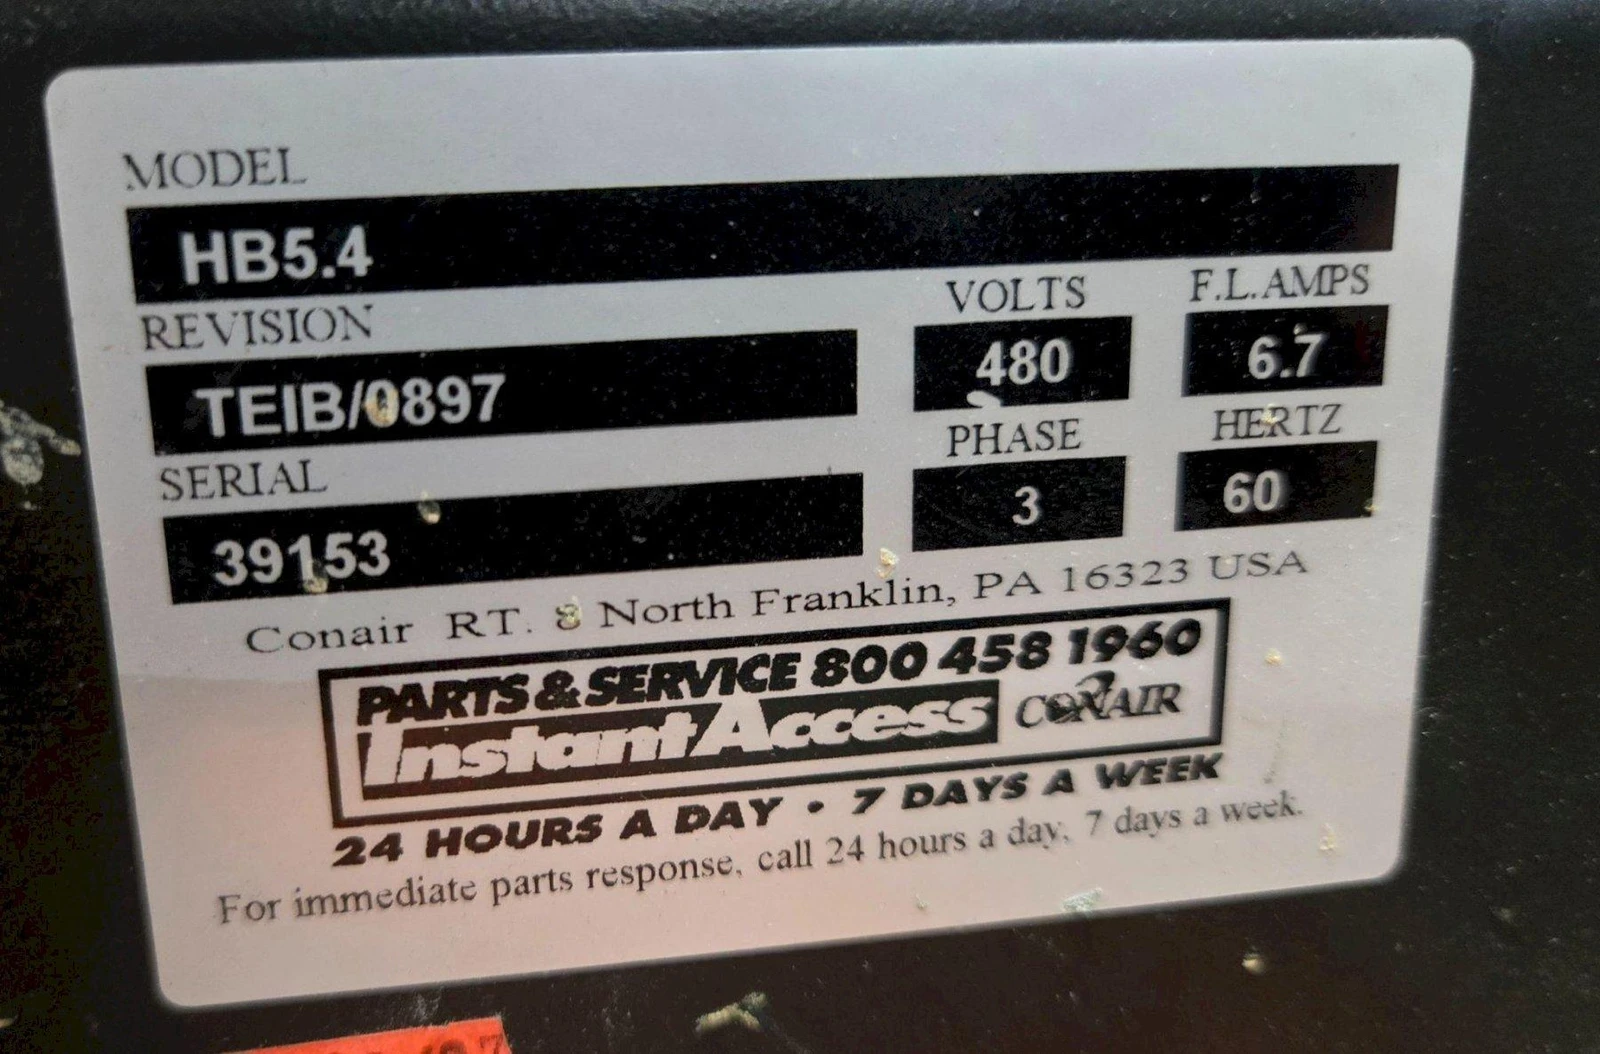 MODEL
HB5.4
REVISION
TEIB/0897
VOLTS
480
F.L.AMPS
6.7
SERIAL
39153
PHASE
3
HERTZ
60
Conair RT. 8 North Franklin, PA 16323 USA
PARTS & SERVICE 800 458 1960
Instant Access CONAIR
24 HOURS A DAY • 7 DAYS A WEEK
For immediate parts response, call 24 hours a day, 7 days a week.